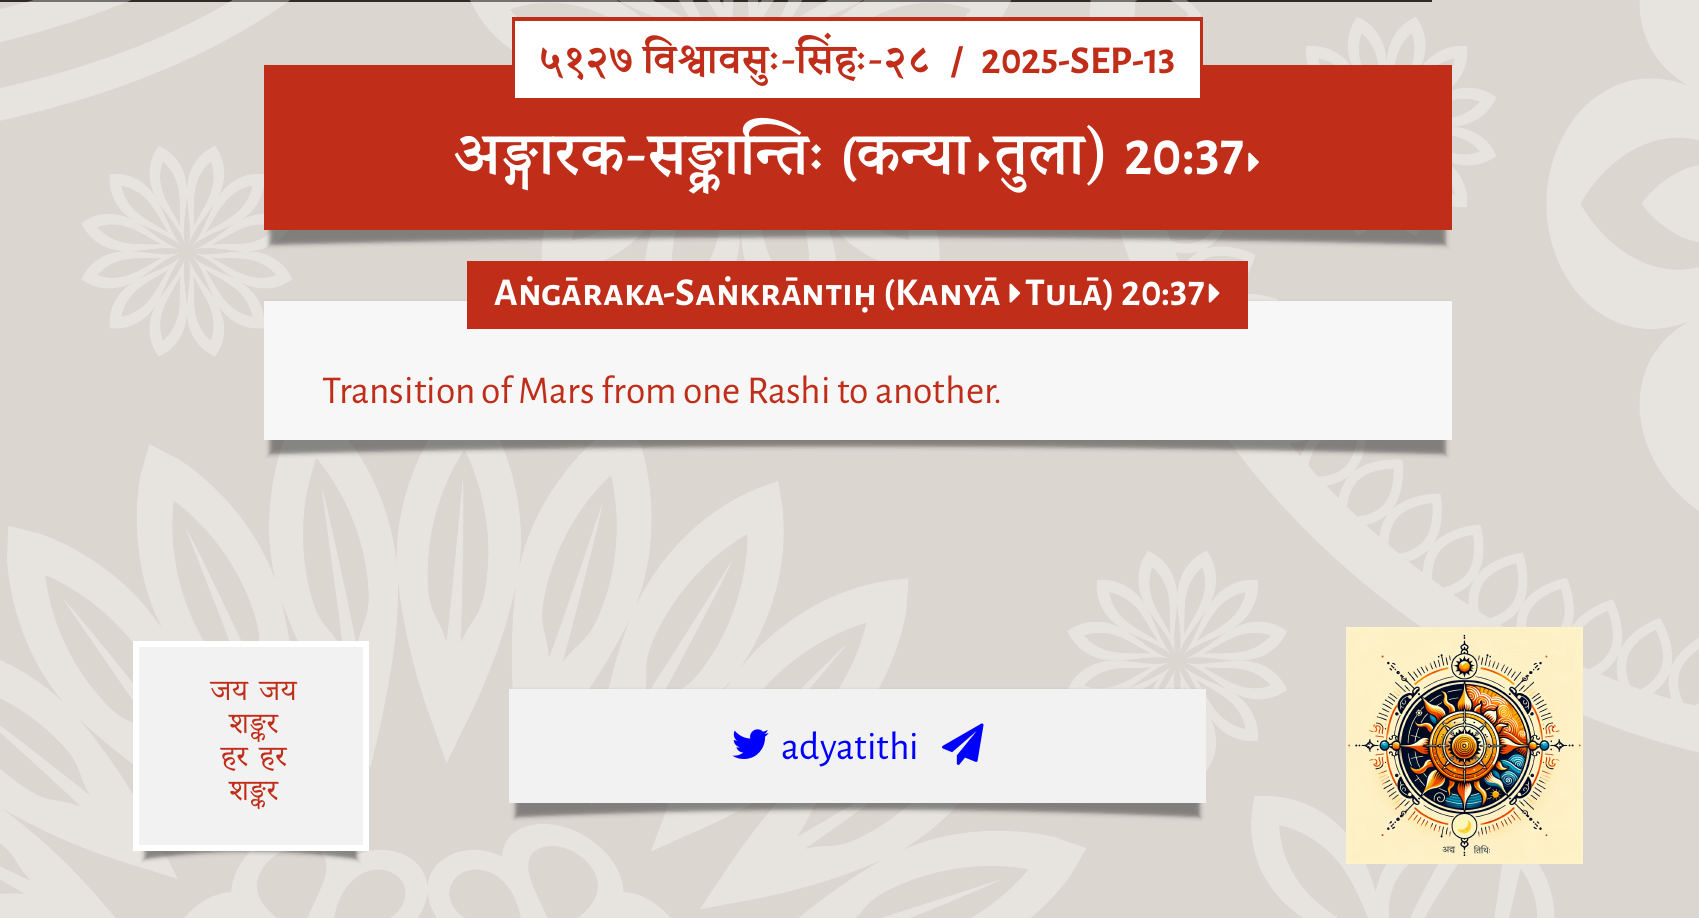 ५१२७ विश्वावसुः-सिंहः-२८ / 2025-SEP-13
अङ्गारक-सङ्क्रान्तिः (कन्या▸तुला) 20:37▸
Aṅgāraka-Saṅkrāntiḥ (Kanyā▸Tulā) 20:37▸
Transition of Mars from one Rashi to another.
जय जय
शङ्कर
हर हर
शङ्कर
adyatithi
अद्य तिथिः